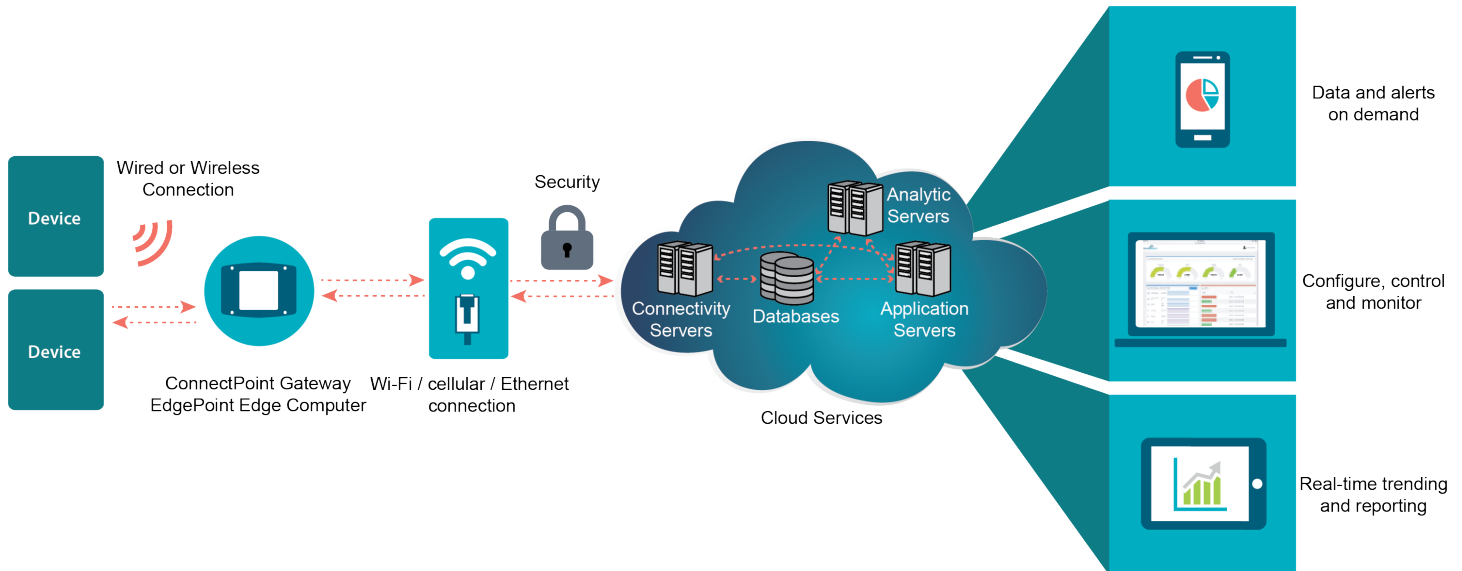 Device
Device
Wired or Wireless
Connection
ConnectPoint Gateway
EdgePoint Edge Computer
Wi-Fi / cellular / Ethernet
connection
Security
Connectivity
Servers
Databases
Analytic
Servers
Application
Servers
Cloud Services
Data and alerts
on demand
Configure, control
and monitor
Real-time trending
and reporting